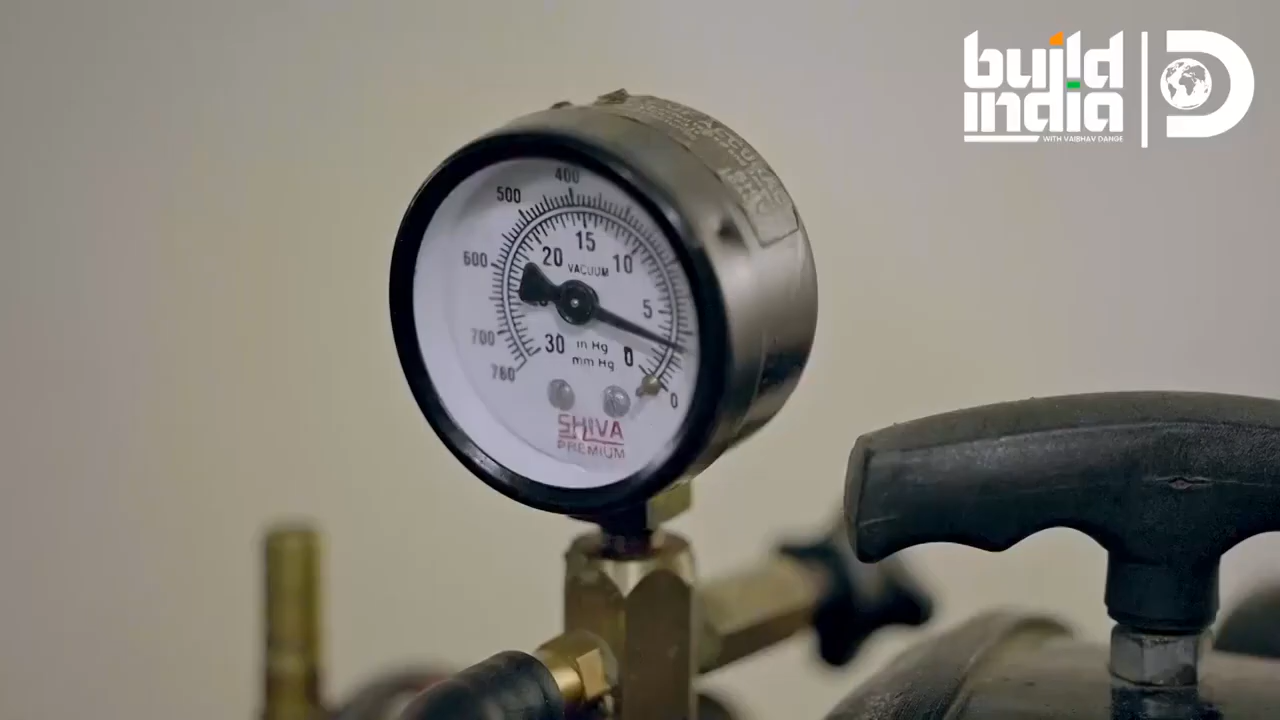 build
india
WITH VAIBHAV DANGE
400
500
15
600
20
10
VACUUM
5
700
30
in Hg
0
mm Hg
760
0
SHIVA
PREMIUM